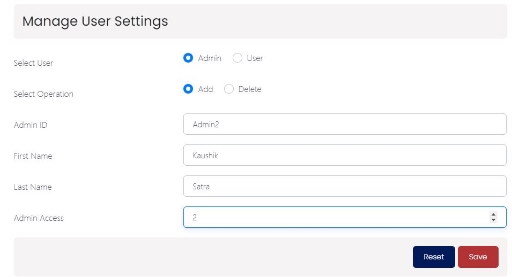 Manage User Settings
Select User Admin User
Select Operation Add Delete
Admin ID Admin2
First Name Kaushik
Last Name Satra
Admin Access 2
Reset Save